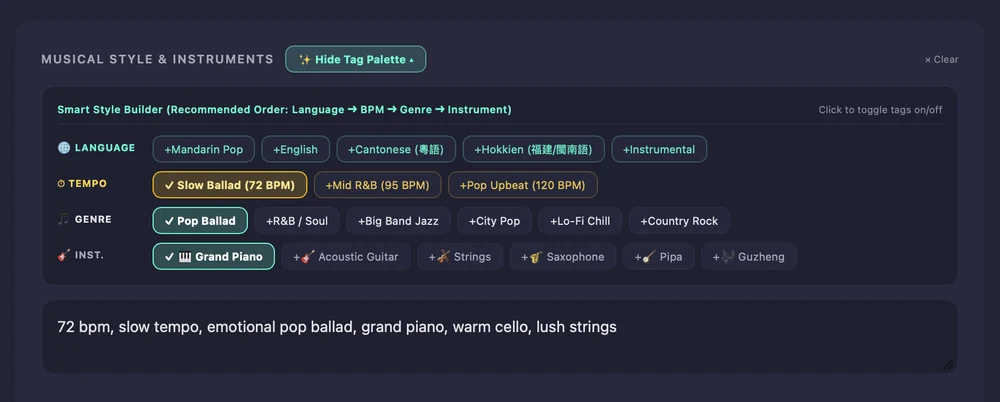 MUSICAL STYLE & INSTRUMENTS ✨ Hide Tag Palette ▴ × Clear
Smart Style Builder (Recommended Order: Language ➜ BPM ➜ Genre ➜ Instrument) Click to toggle tags on/off
🌐 LANGUAGE +Mandarin Pop +English +Cantonese (粵語) +Hokkien (福建/閩南語) +Instrumental
⏱ TEMPO ✓ Slow Ballad (72 BPM) +Mid R&B (95 BPM) +Pop Upbeat (120 BPM)
🎵 GENRE ✓ Pop Ballad +R&B / Soul +Big Band Jazz +City Pop +Lo-Fi Chill +Country Rock
🎸 INST. ✓ 🎹 Grand Piano +🎸 Acoustic Guitar +🎻 Strings +🎷 Saxophone +🪕 Pipa +🎶 Guzheng
72 bpm, slow tempo, emotional pop ballad, grand piano, warm cello, lush strings